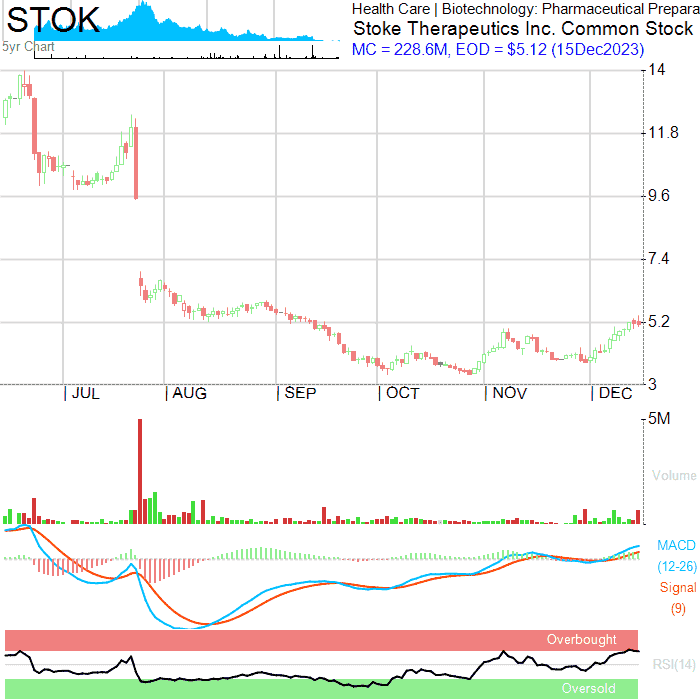 STOK
5yr Chart
Health Care | Biotechnology: Pharmaceutical Prepara
Stoke Therapeutics Inc. Common Stock
MC = 228.6M, EOD = $5.12 (15Dec2023)
14
11.8
9.6
7.4
5.2
3
JUL AUG SEP OCT NOV DEC
5M
Volume
MACD
(12-26)
Signal
(9)
Overbought
RSI(14)
Oversold